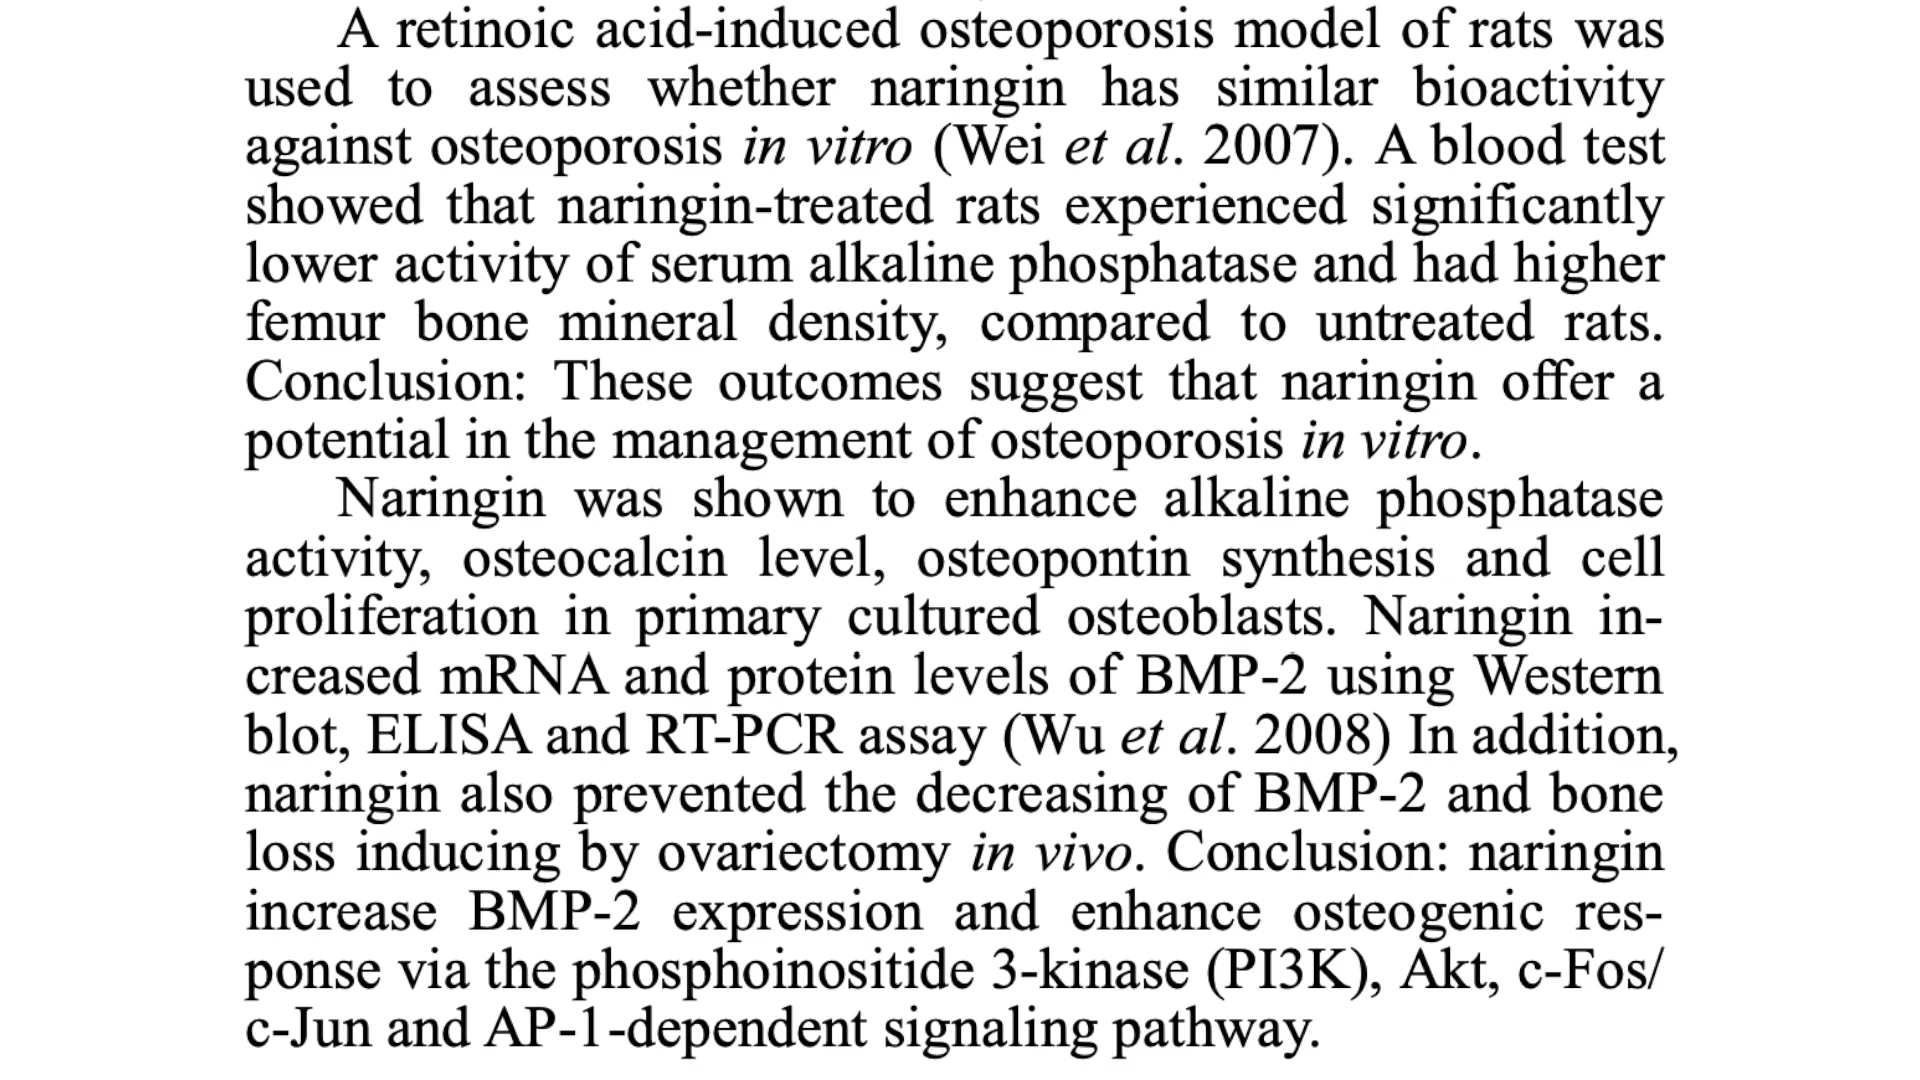 A retinoic acid-induced osteoporosis model of rats was
used to assess whether naringin has similar bioactivity
against osteoporosis in vitro (Wei et al. 2007). A blood test
showed that naringin-treated rats experienced significantly
lower activity of serum alkaline phosphatase and had higher
femur bone mineral density, compared to untreated rats.
Conclusion: These outcomes suggest that naringin offer a
potential in the management of osteoporosis in vitro.
Naringin was shown to enhance alkaline phosphatase
activity, osteocalcin level, osteopontin synthesis and cell
proliferation in primary cultured osteoblasts. Naringin in-
creased mRNA and protein levels of BMP-2 using Western
blot, ELISA and RT-PCR assay (Wu et al. 2008) In addition,
naringin also prevented the decreasing of BMP-2 and bone
loss inducing by ovariectomy in vivo. Conclusion: naringin
increase BMP-2 expression and enhance osteogenic res-
ponse via the phosphoinositide 3-kinase (PI3K), Akt, c-Fos/
c-Jun and AP-1-dependent signaling pathway.